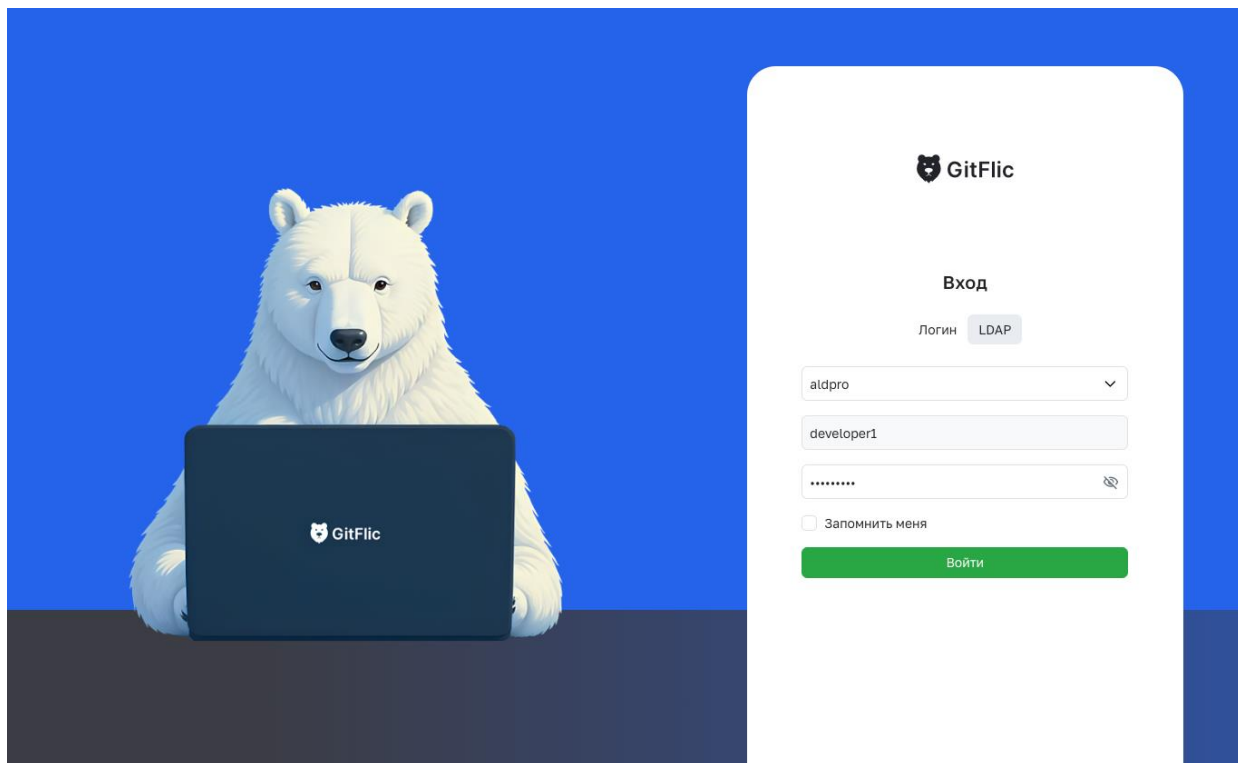 GitFlic
Вход
Логин LDAP
aldpro
developer1
•••••••••
Запомнить меня
Войти
GitFlic